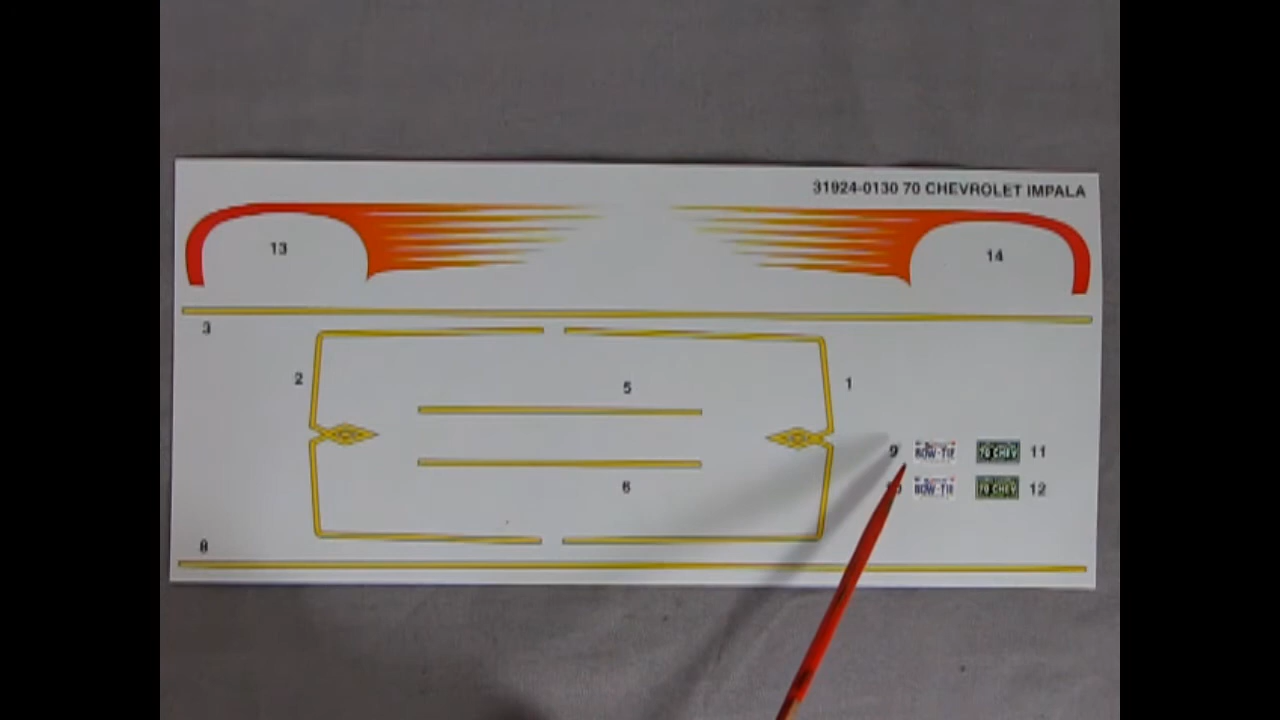 31924-0130 70 CHEVROLET IMPALA
13
14
3
2
5
1
9 BOW-TIE 70 CHEV 11
BOW-TIE 70 CHEV 12
6
8